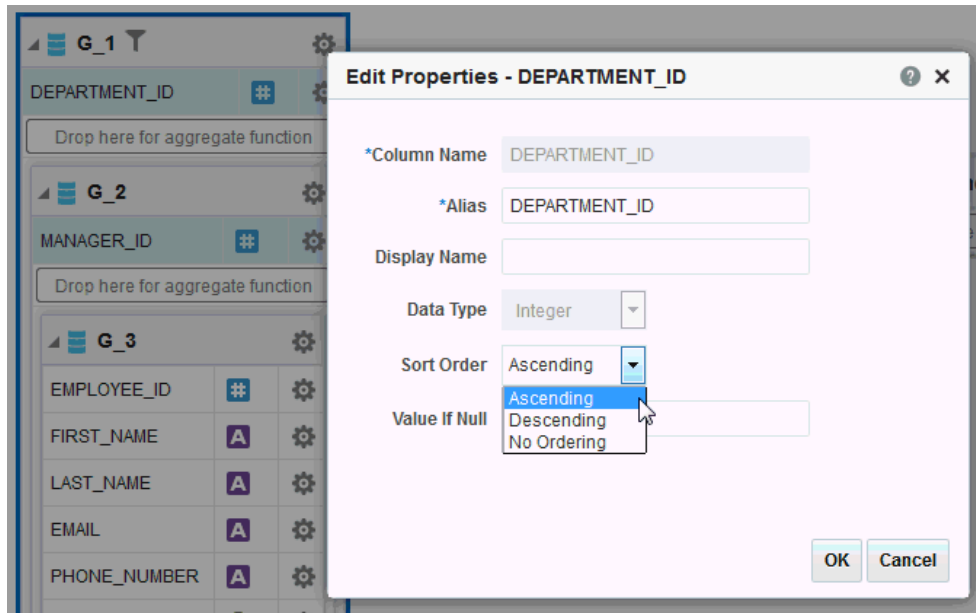 G_1
DEPARTMENT_ID #
Drop here for aggregate function
G_2
MANAGER_ID #
Drop here for aggregate function
G_3
EMPLOYEE_ID #
FIRST_NAME A
LAST_NAME A
EMAIL A
PHONE_NUMBER A
Edit Properties - DEPARTMENT_ID ?
*Column Name DEPARTMENT_ID
*Alias DEPARTMENT_ID
Display Name
Data Type Integer
Sort Order Ascending
Ascending
Descending
No Ordering
Value If Null
OK Cancel